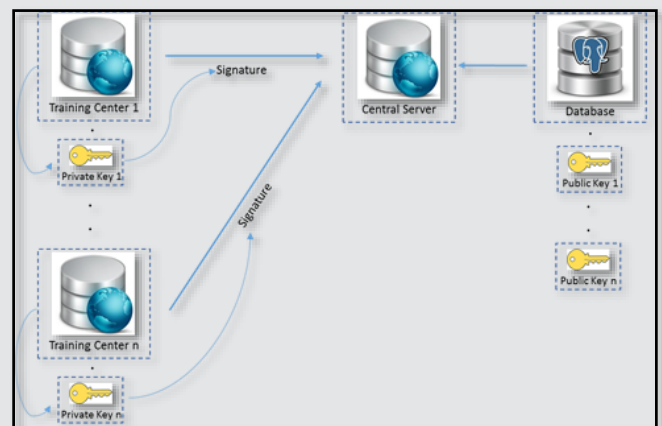 Training Center 1
Signature
Central Server
Database
Private Key 1
Public Key 1
Signature
Public Key n
Training Center n
Private Key n